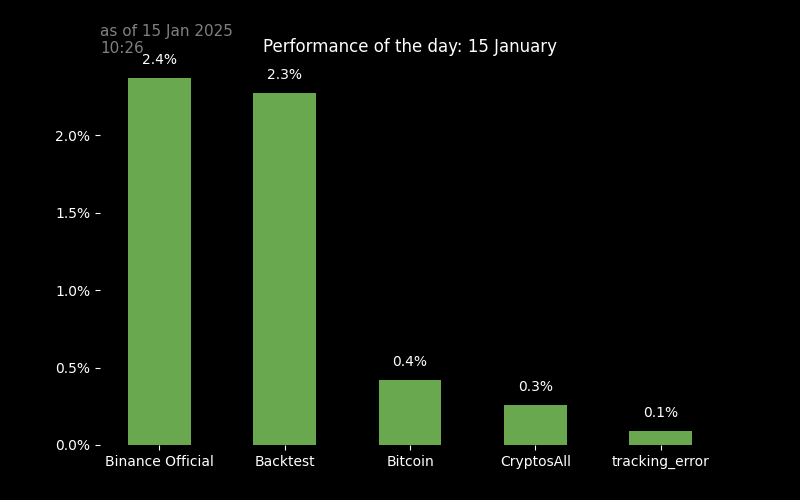 as of 15 Jan 2025
10:26
Performance of the day: 15 January
2.4%
2.3%
0.4%
0.3%
0.1%
2.0%
1.5%
1.0%
0.5%
0.0%
Binance Official
Backtest
Bitcoin
CryptosAll
tracking_error